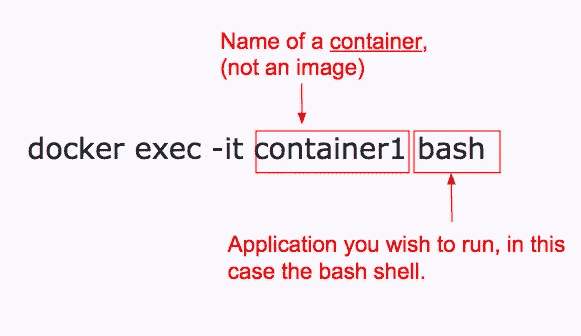 Name of a container,
(not an image)
docker exec -it container1 bash
Application you wish to run, in this
case the bash shell.